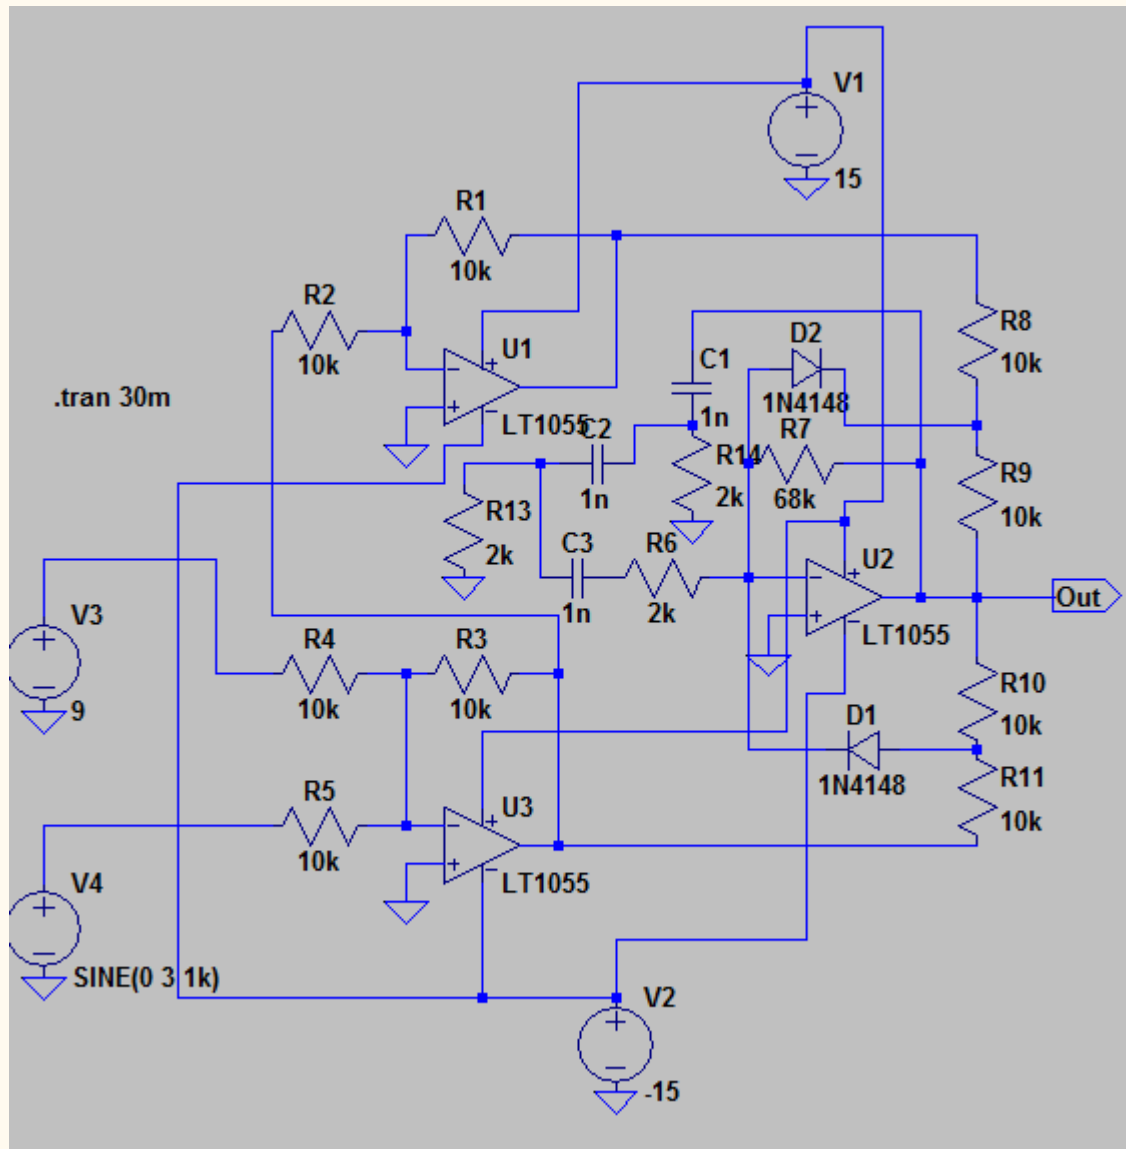 V1
15
R1
10k
R2
10k
U1
LT1055
.tran 30m
R8
10k
D2
1N4148
C1
1n
R7
68k
C2
1n
R14
2k
R9
10k
R13
2k
C3
1n
R6
2k
U2
LT1055
Out
V3
9
R4
10k
R3
10k
R10
10k
D1
1N4148
R11
10k
R5
10k
U3
LT1055
V4
SINE(0 3 1k)
V2
-15